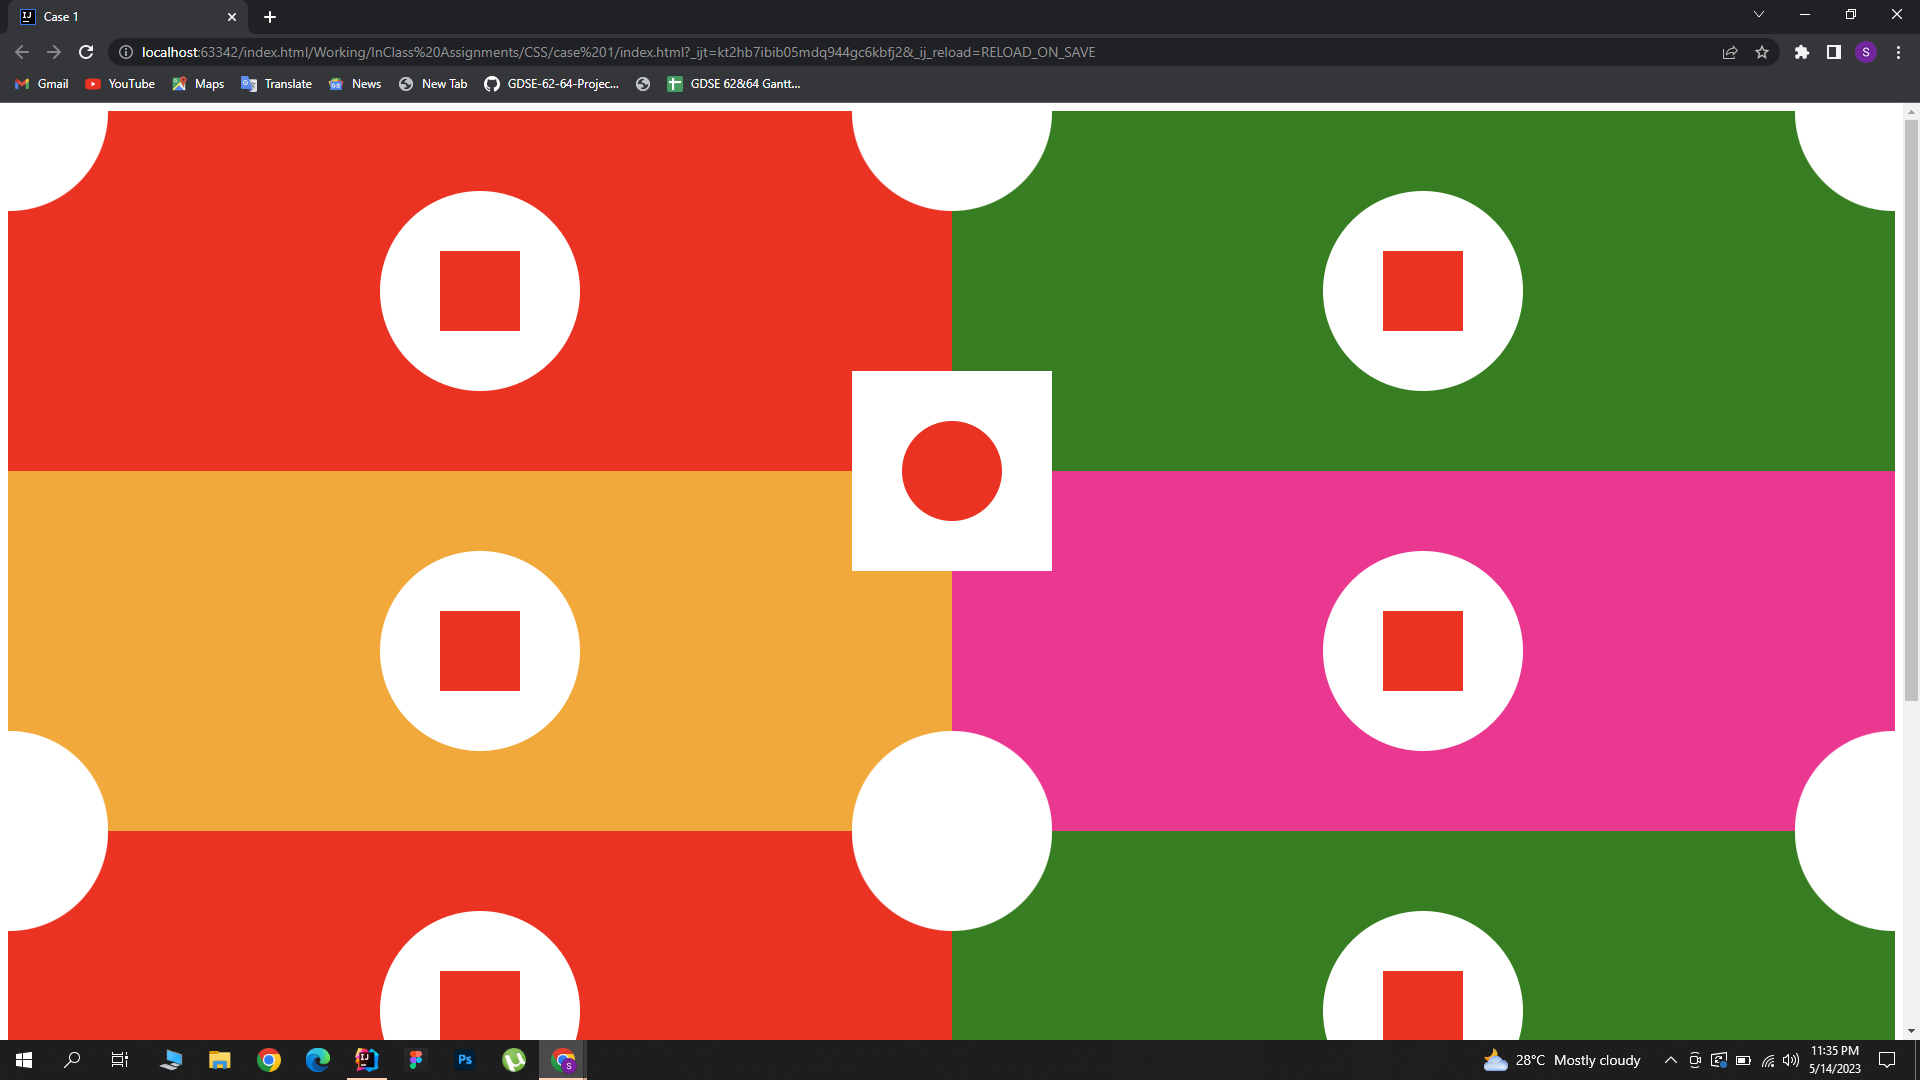 Case 1
localhost:63342/index.html/Working/InClass%20Assignments/CSS/case%201/index.html?_ijt=kt2hb7ibib05mdq944gc6kbfj2&_ij_reload=RELOAD_ON_SAVE
S
Gmail YouTube Maps Translate News New Tab GDSE-62-64-Projec... GDSE 62&64 Gantt...
28°C Mostly cloudy
11:35 PM
5/14/2023